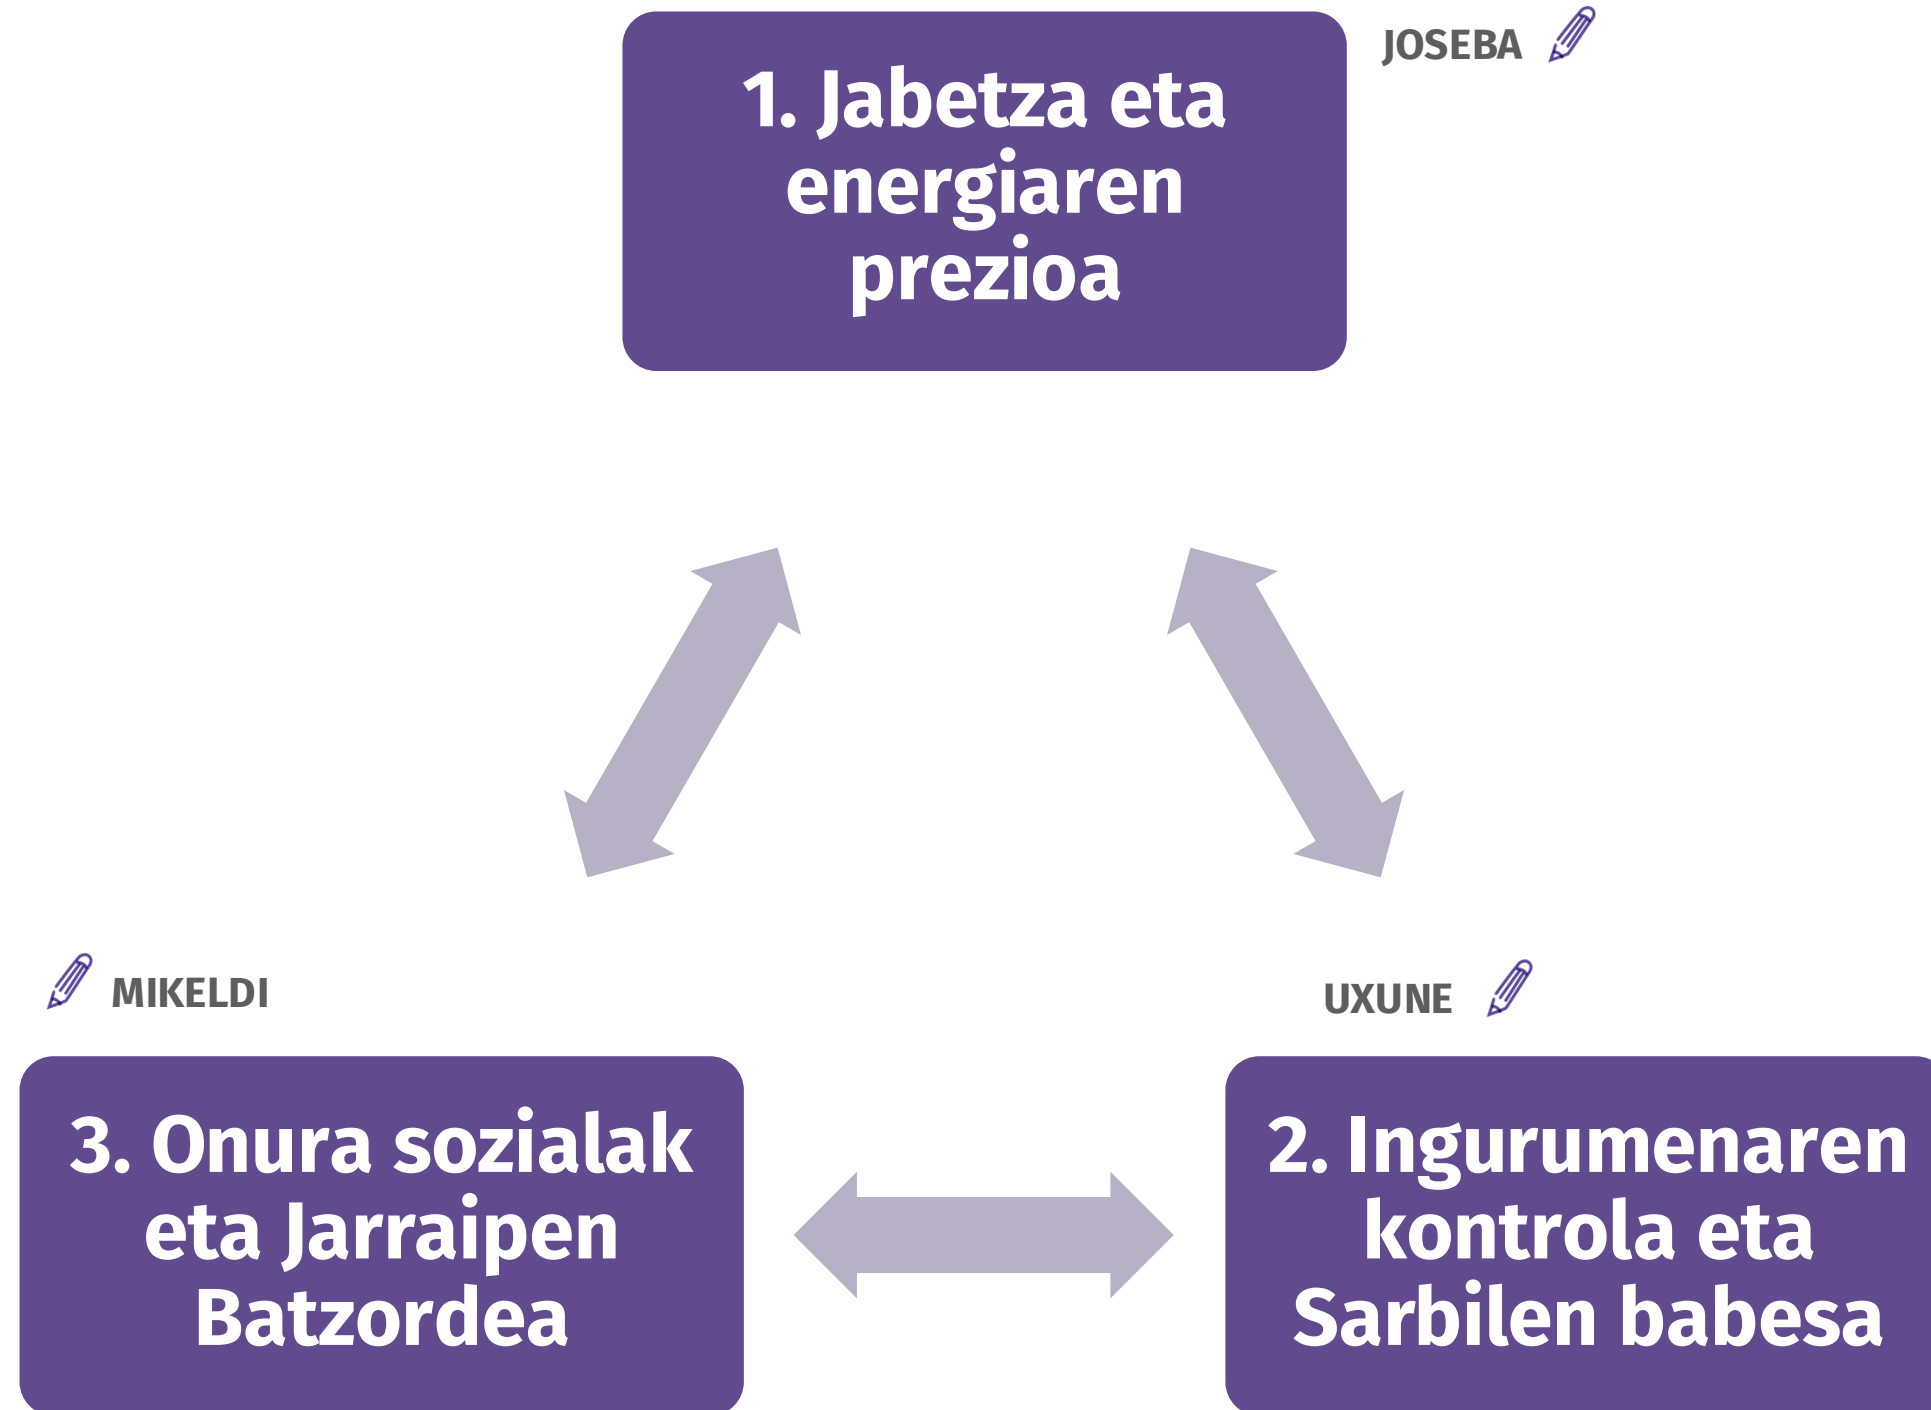 JOSEBA
1. Jabetza eta
energiaren
prezioa
MIKELDI
UXUNE
3. Onura sozialak
eta Jarraipen
Batzordea
2. Ingurumenaren
kontrola eta
Sarbilen babesa